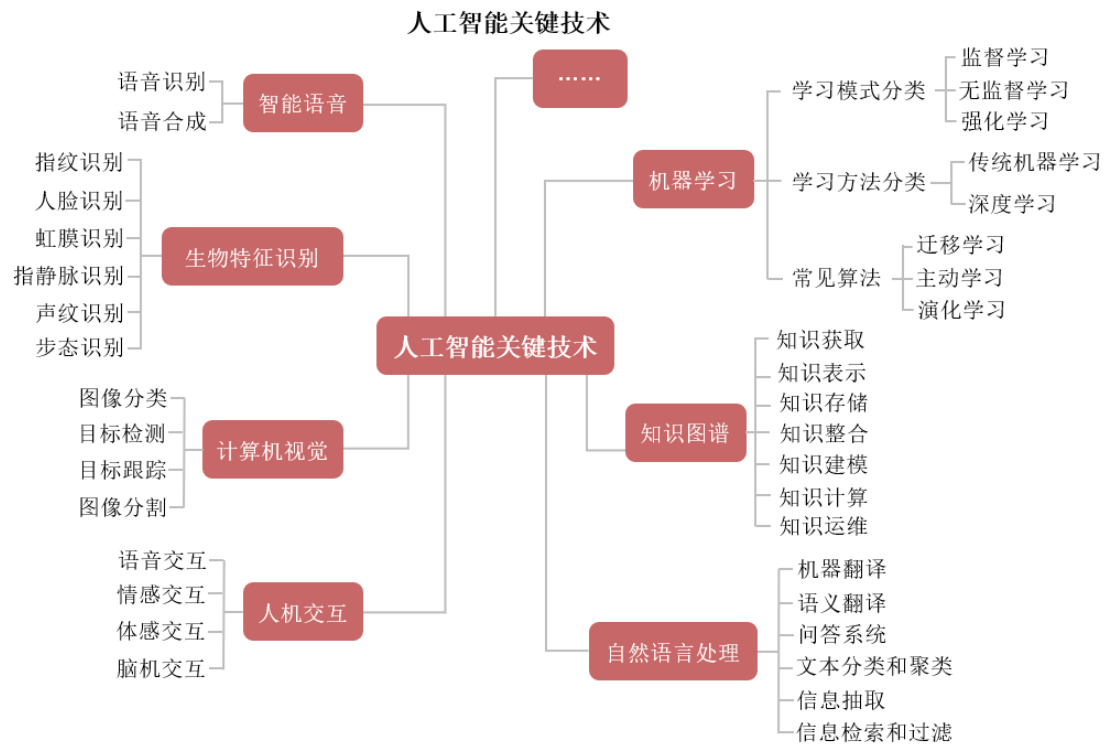 人工智能关键技术
……
智能语音
语音识别
语音合成
生物特征识别
指纹识别
人脸识别
虹膜识别
指静脉识别
声纹识别
步态识别
人工智能关键技术
计算机视觉
图像分类
目标检测
目标跟踪
图像分割
人机交互
语音交互
情感交互
体感交互
脑机交互
机器学习
学习模式分类
监督学习
无监督学习
强化学习
学习方法分类
传统机器学习
深度学习
常见算法
迁移学习
主动学习
演化学习
知识图谱
知识获取
知识表示
知识存储
知识整合
知识建模
知识计算
知识运维
自然语言处理
机器翻译
语义翻译
问答系统
文本分类和聚类
信息抽取
信息检索和过滤